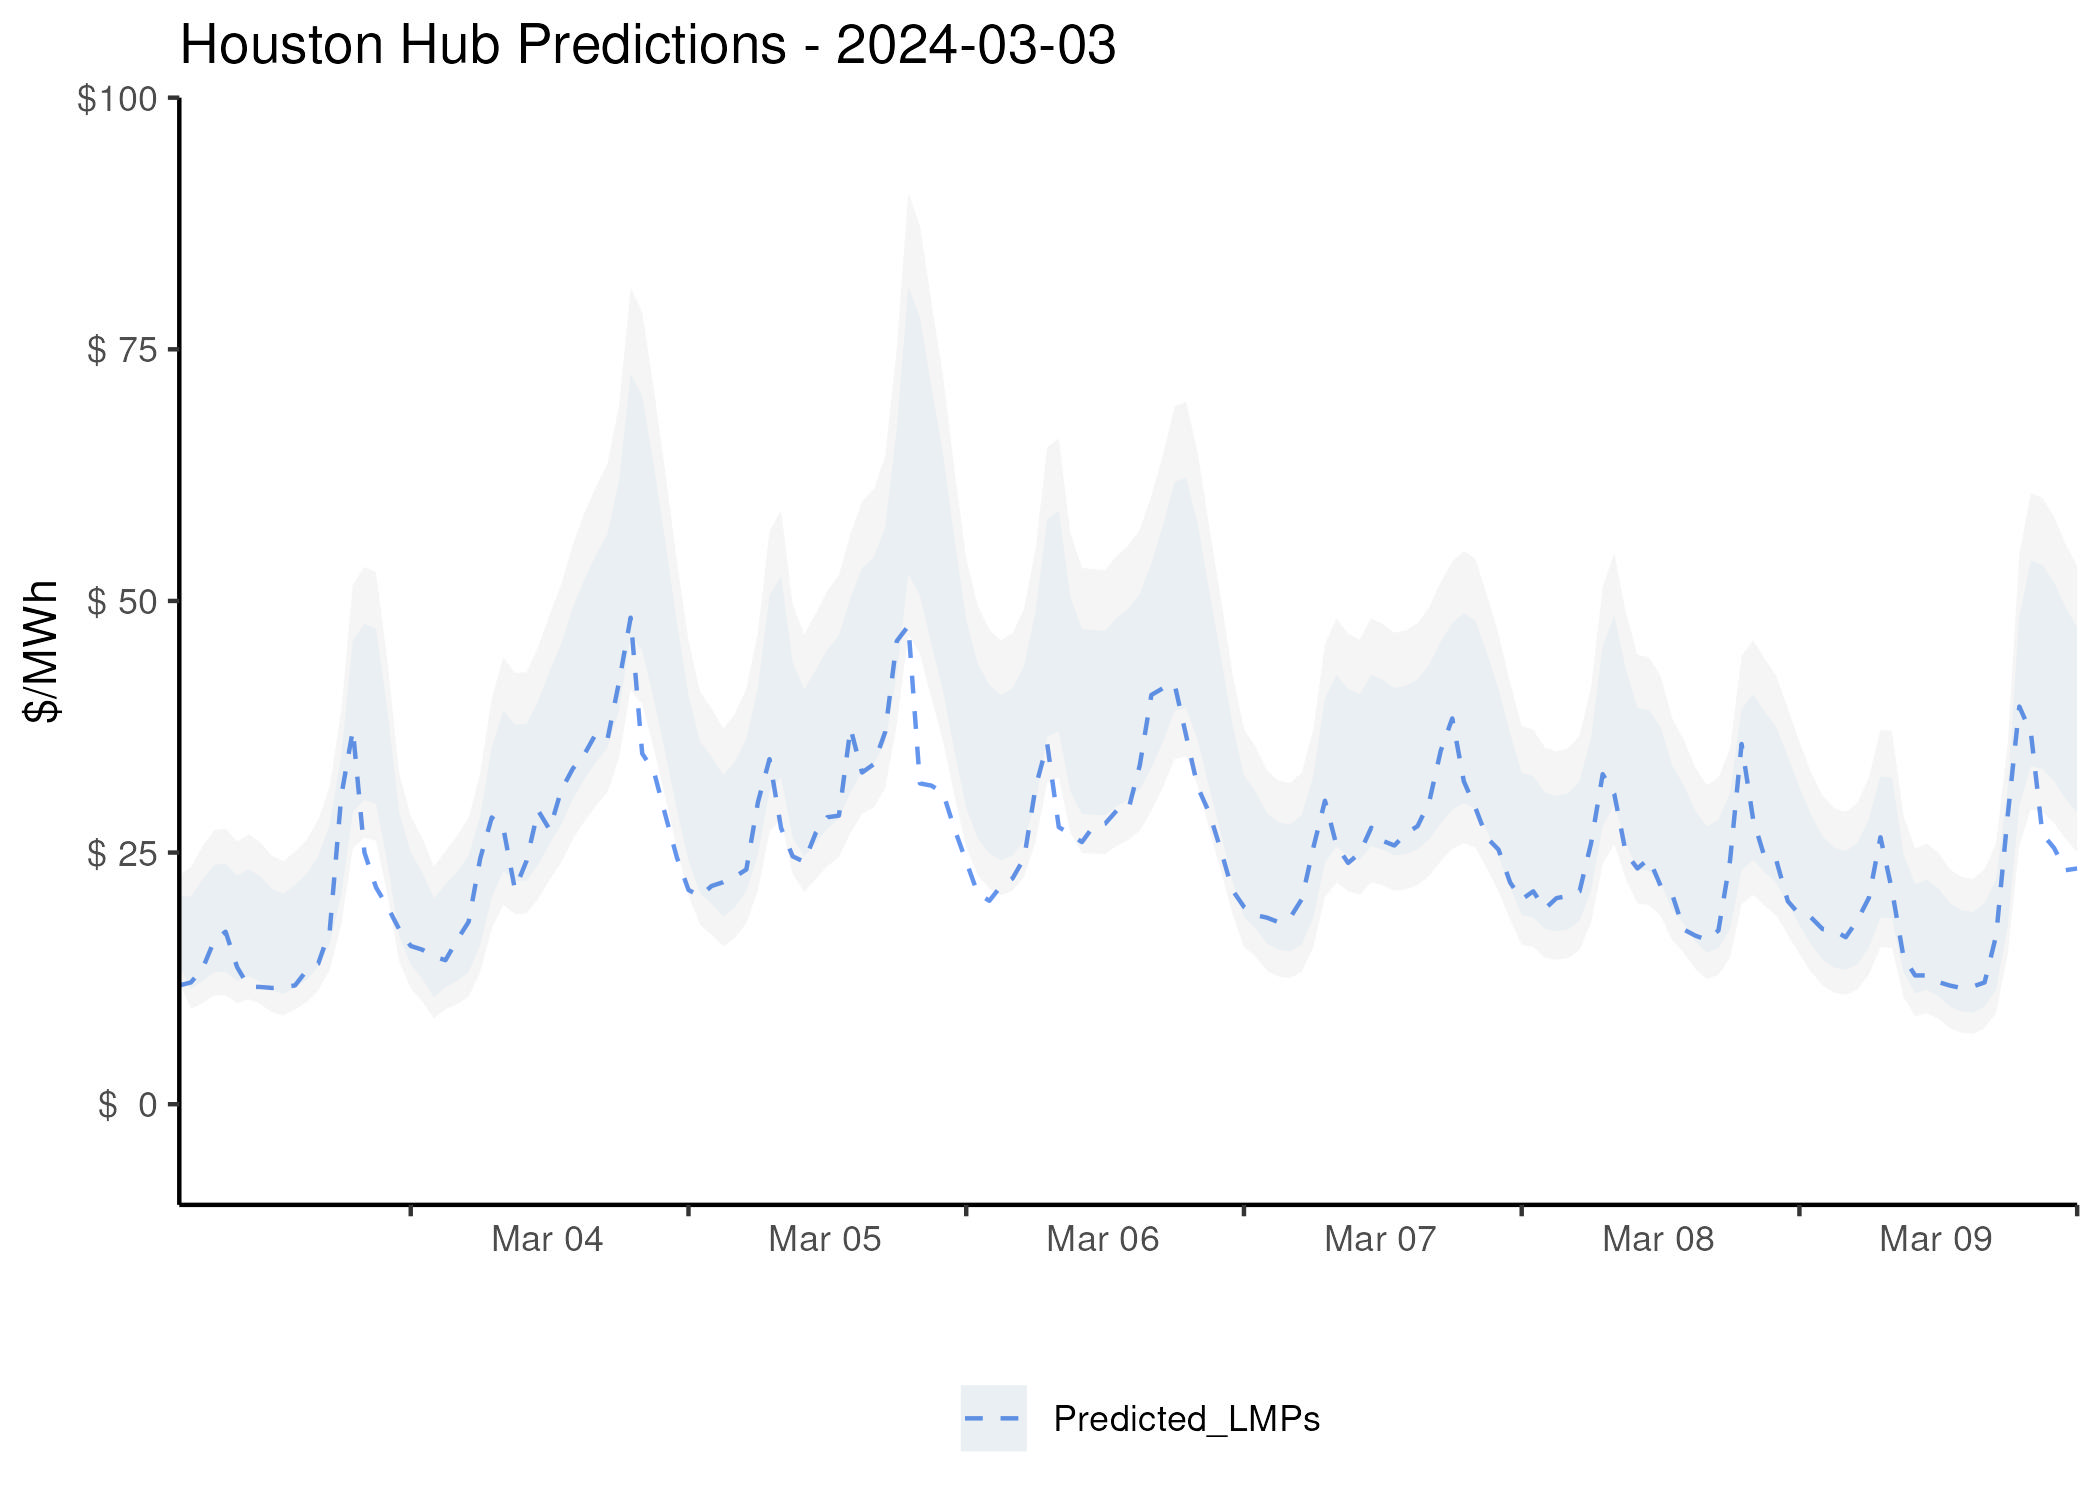 Houston Hub Predictions - 2024-03-03
$100
$ 75
$ 50
$ 25
$  0
$/MWh
Mar 04 Mar 05 Mar 06 Mar 07 Mar 08 Mar 09
Predicted_LMPs